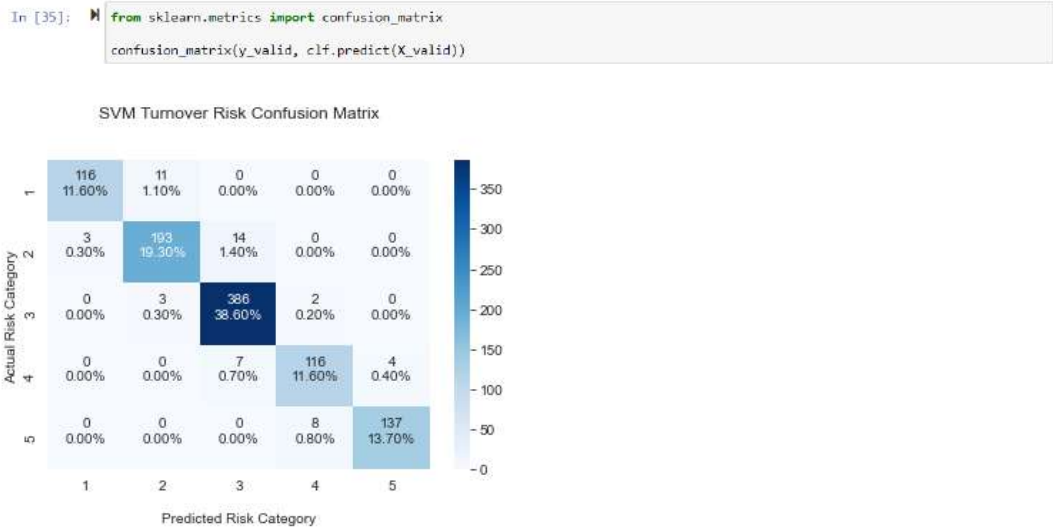 In [35]:
from sklearn.metrics import confusion_matrix
confusion_matrix(y_valid, clf.predict(X_valid))
SVM Turnover Risk Confusion Matrix
116 11 0 0 0
1 11.60% 1.10% 0.00% 0.00% 0.00%
350
3 193 14 0 0
2 0.30% 19.30% 1.40% 0.00% 0.00%
300
250
0 3 386 2 0
3 0.00% 0.30% 38.60% 0.20% 0.00%
200
150
0 0 7 116 4
4 0.00% 0.00% 0.70% 11.60% 0.40%
100
0 0 0 8 137
5 0.00% 0.00% 0.00% 0.80% 13.70%
50
0
Actual Risk Category
1 2 3 4 5
Predicted Risk Category